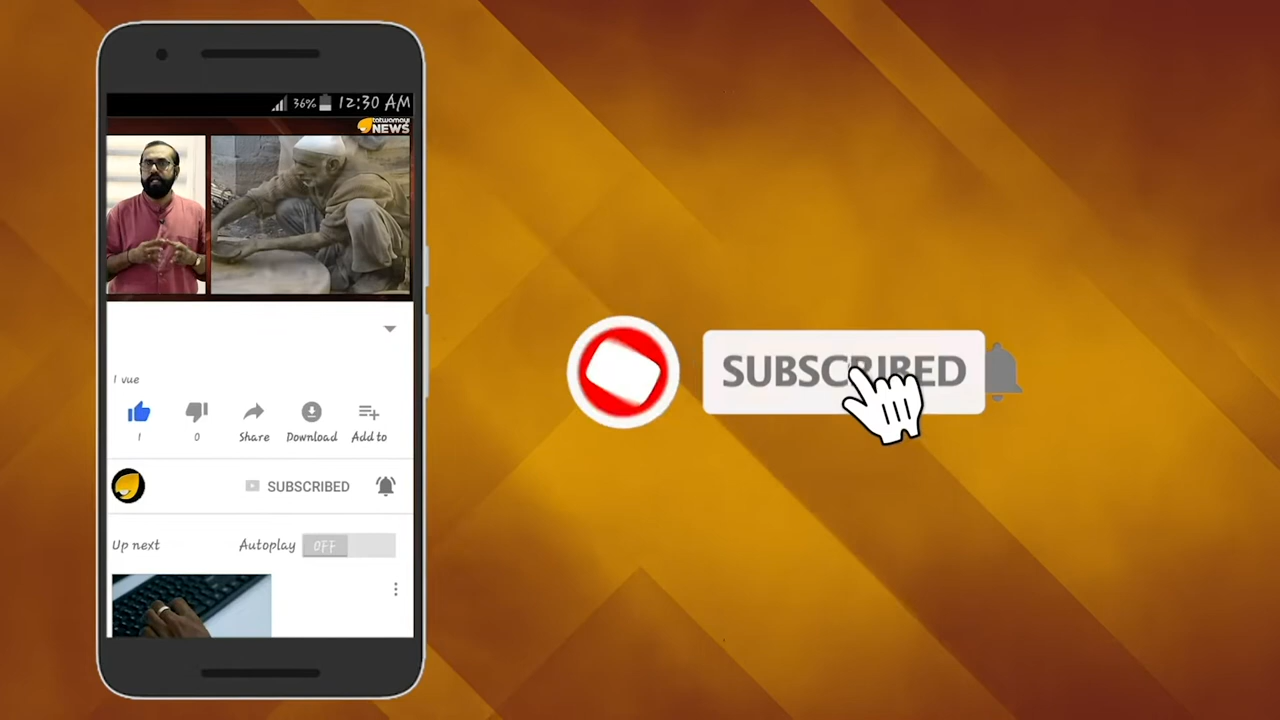 36% 12:30 AM
tatwamayi
NEWS
1 vue
1
0
Share
Download
Add to
SUBSCRIBED
Up next
Autoplay
OFF
SUBSCRIBED